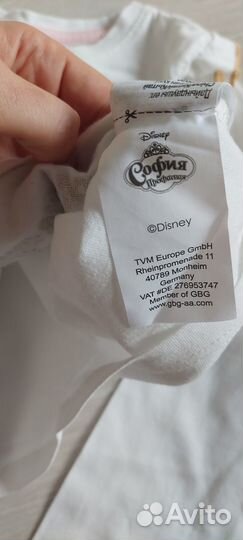 Disney
София
Прекрасная
©Disney
TVM Europe GmbH
Rheinpromenade 11
40789 Monheim
Germany
VAT #DE 276953747
Member of GBG
www.gbg-aa.com
Avito